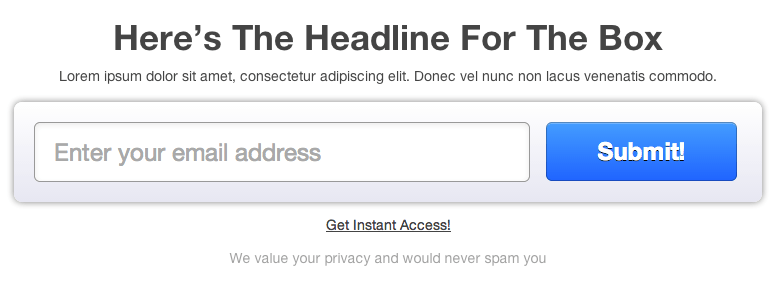 Here’s The Headline For The Box
Lorem ipsum dolor sit amet, consectetur adipiscing elit. Donec vel nunc non lacus venenatis commodo.
Enter your email address
Submit!
Get Instant Access!
We value your privacy and would never spam you